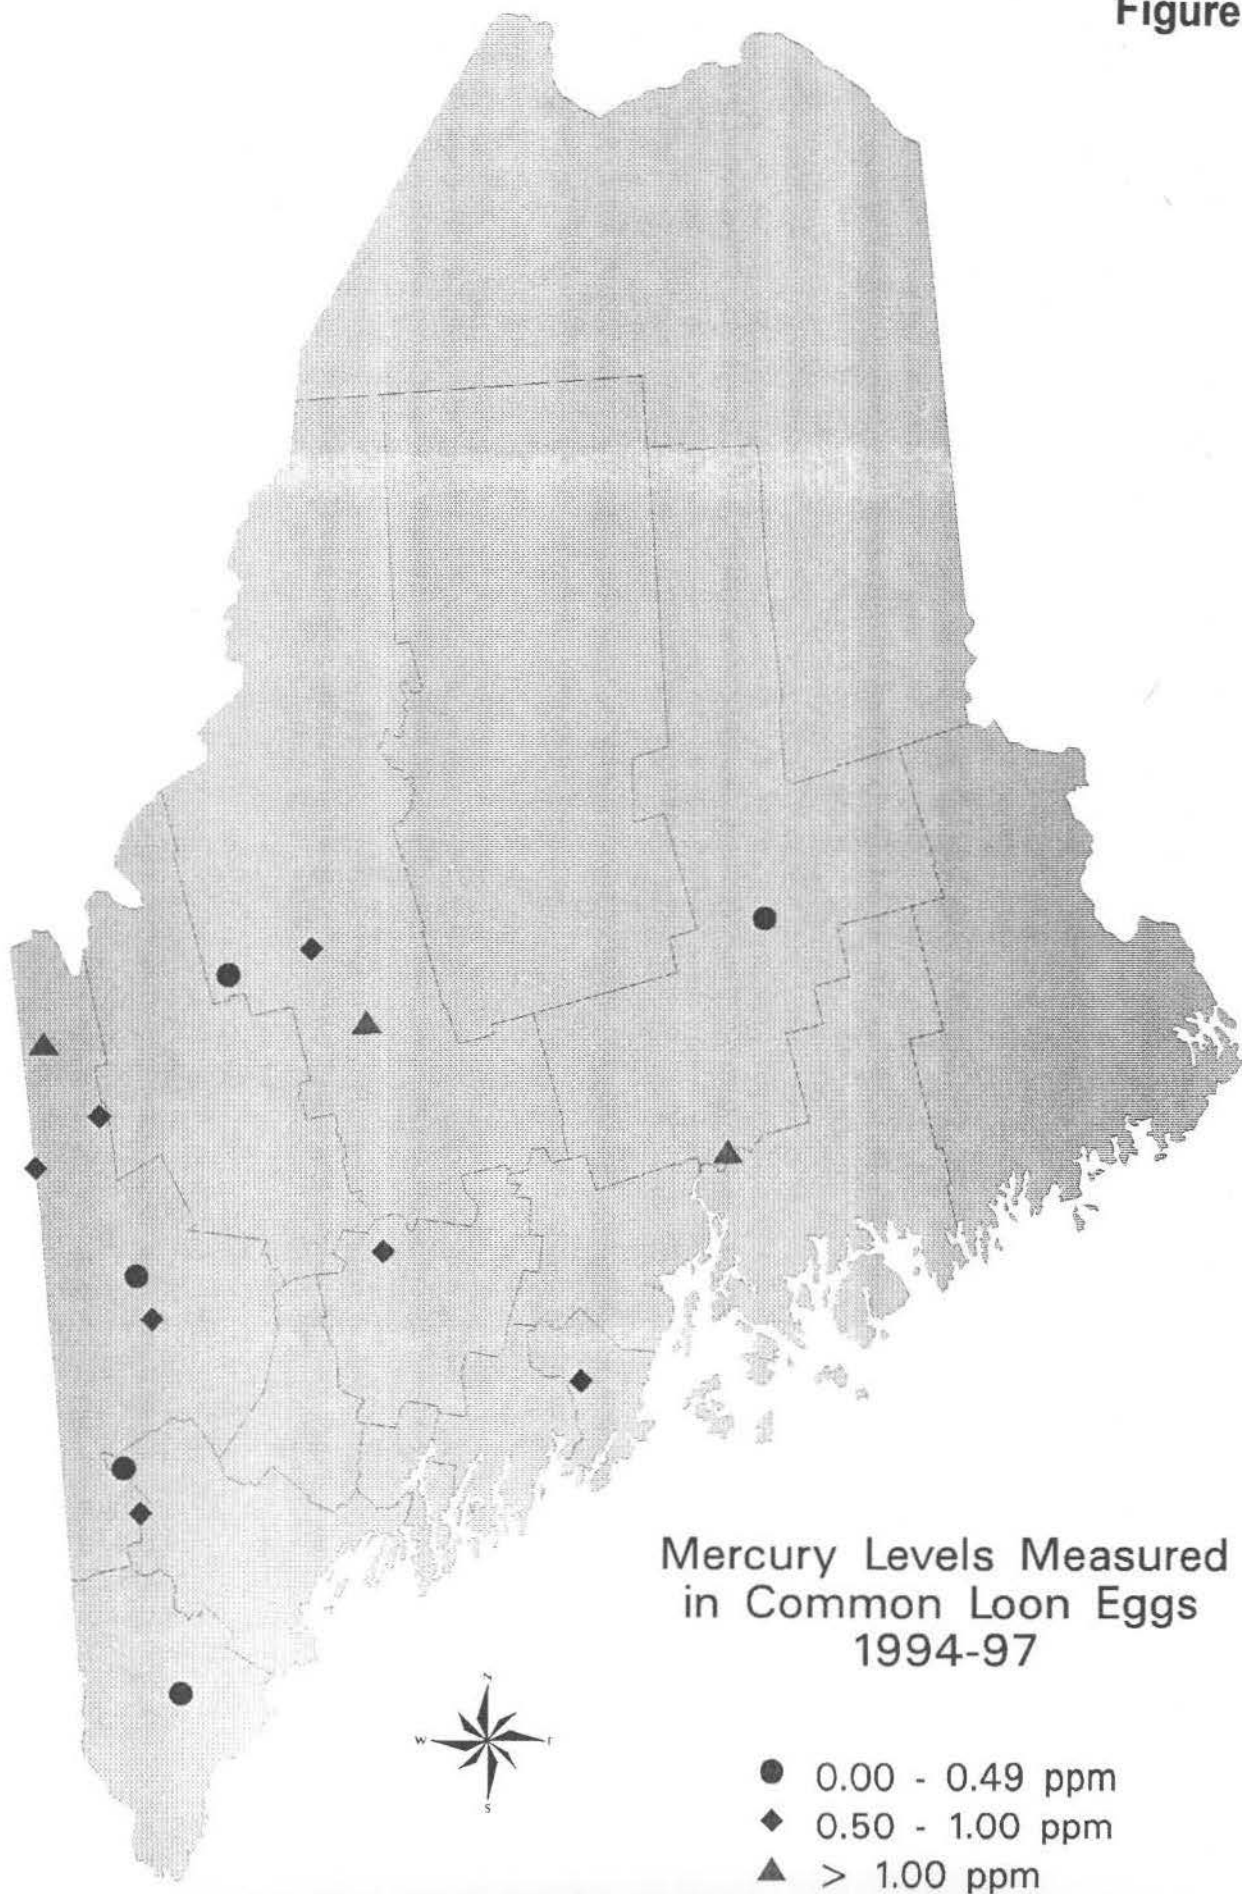 Figure
Mercury Levels Measured
in Common Loon Eggs
1994-97
N
W
S
0.00 - 0.49 ppm
0.50 - 1.00 ppm
> 1.00 ppm